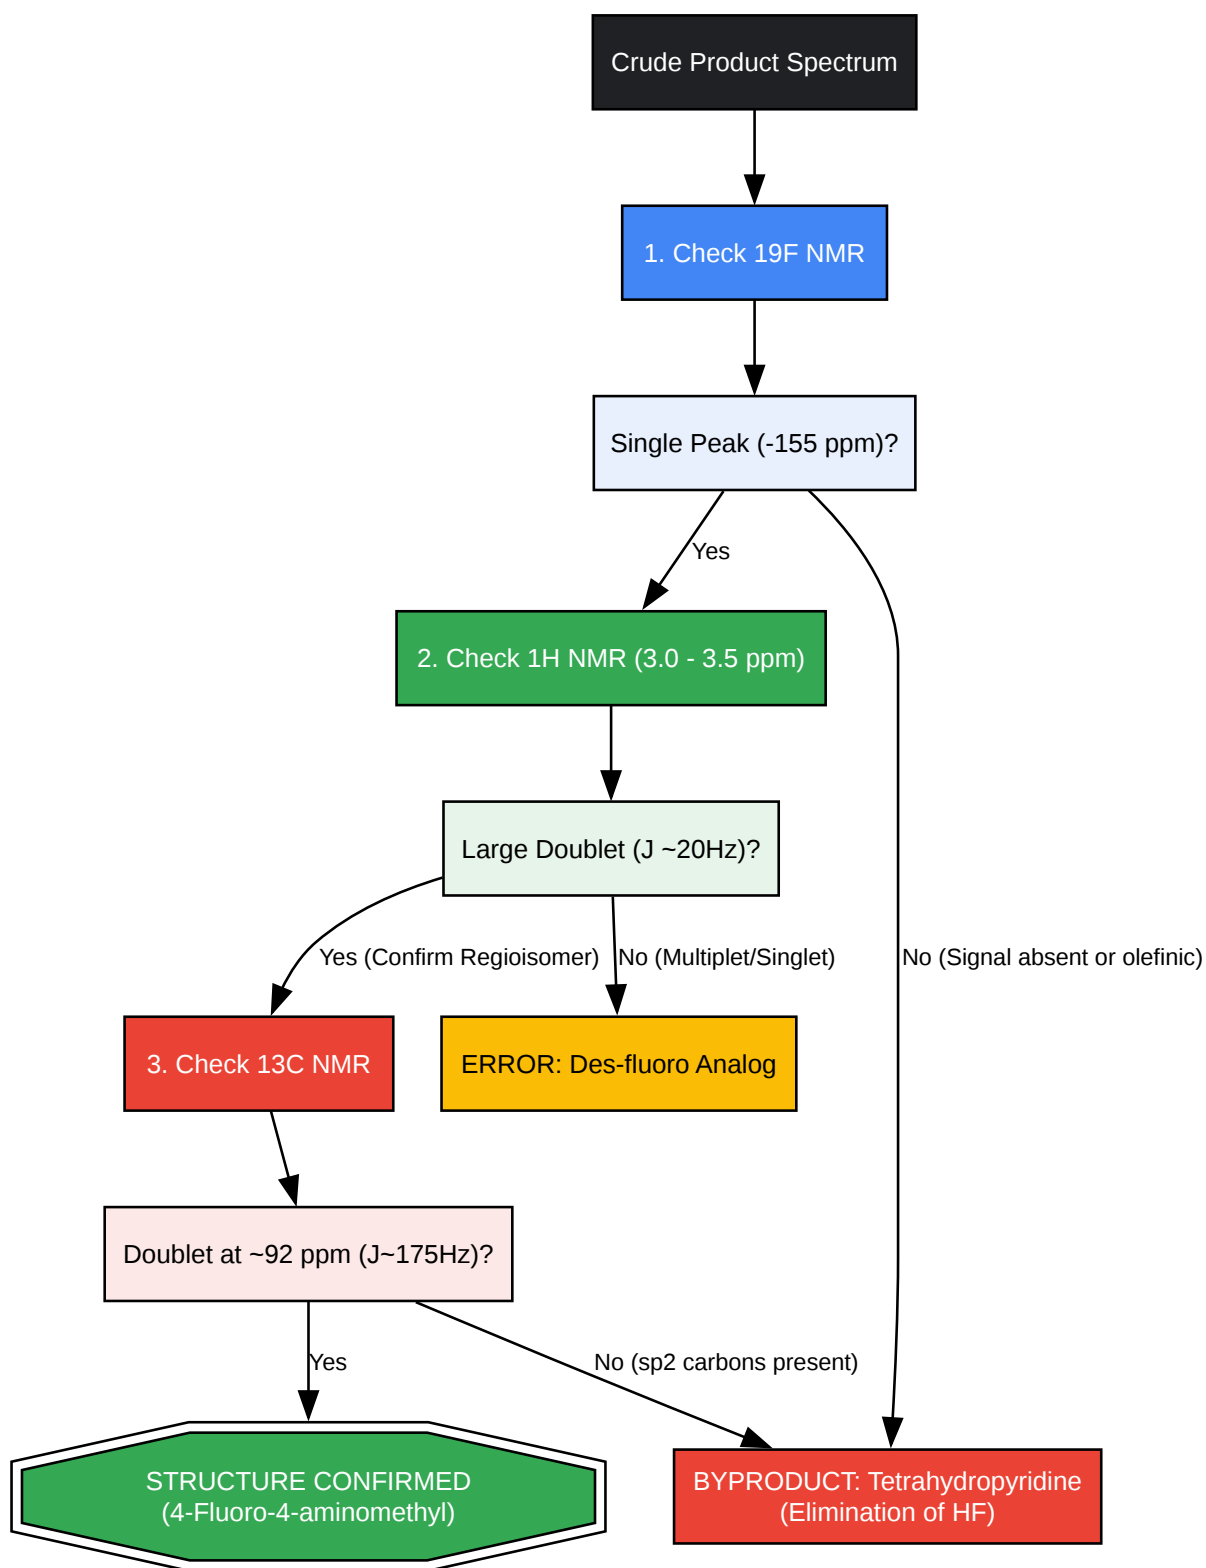 Crude Product Spectrum
1. Check 19F NMR
Single Peak (-155 ppm)?
Yes
2. Check 1H NMR (3.0 - 3.5 ppm)
Large Doublet (J ~20Hz)?
Yes (Confirm Regioisomer)
No (Multiplet/Singlet)
No (Signal absent or olefinic)
3. Check 13C NMR
ERROR: Des-fluoro Analog
Doublet at ~92 ppm (J~175Hz)?
Yes
No (sp2 carbons present)
STRUCTURE CONFIRMED
(4-Fluoro-4-aminomethyl)
BYPRODUCT: Tetrahydropyridine
(Elimination of HF)